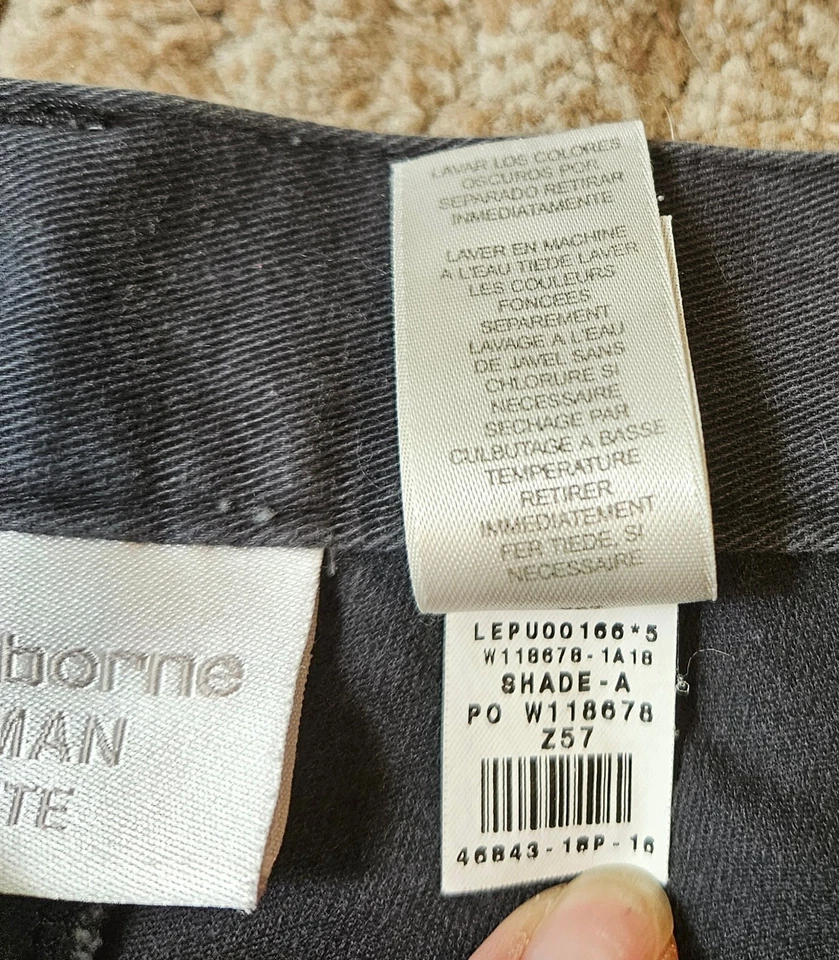 LAVAR LOS COLORES
OSCUROS POR
SEPARADO RETIRAR
INMEDIATAMENTE
LAVER EN MACHINE
A L'EAU TIEDE LAVER
LES COULEURS
FONCEES
SEPAREMENT
LAVAGE A L'EAU
DE JAVEL SANS
CHLORURE SI
NECESSAIRE
SECHAGE PAR
CULBUTAGE A BASSE
TEMPERATURE
RETIRER
IMMEDIATEMENT
FER TIEDE, SI
NECESSAIRE
LEPU00166*5
W118678-1A18
SHADE-A
PO W118678
Z57
46843-18P-16
borne
MAN
TE